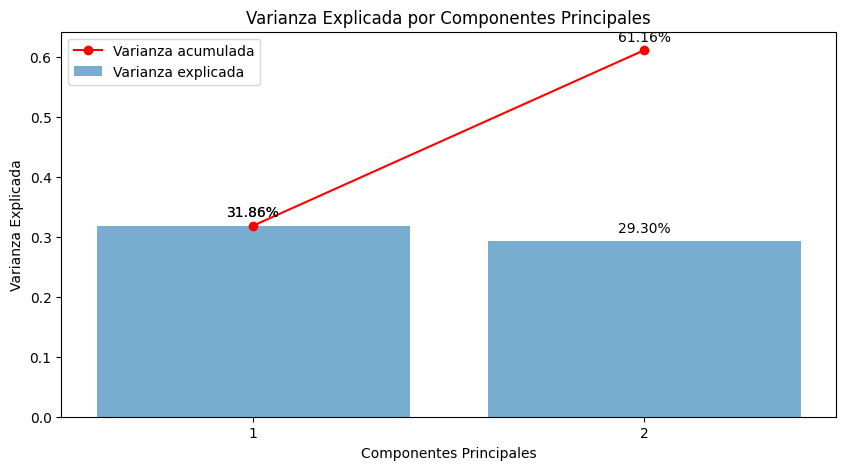 Varianza Explicada por Componentes Principales
Varianza acumulada
Varianza explicada
61.16%
31.86%
29.30%
0.6
0.5
0.4
0.3
0.2
0.1
0.0
Varianza Explicada
1
2
Componentes Principales